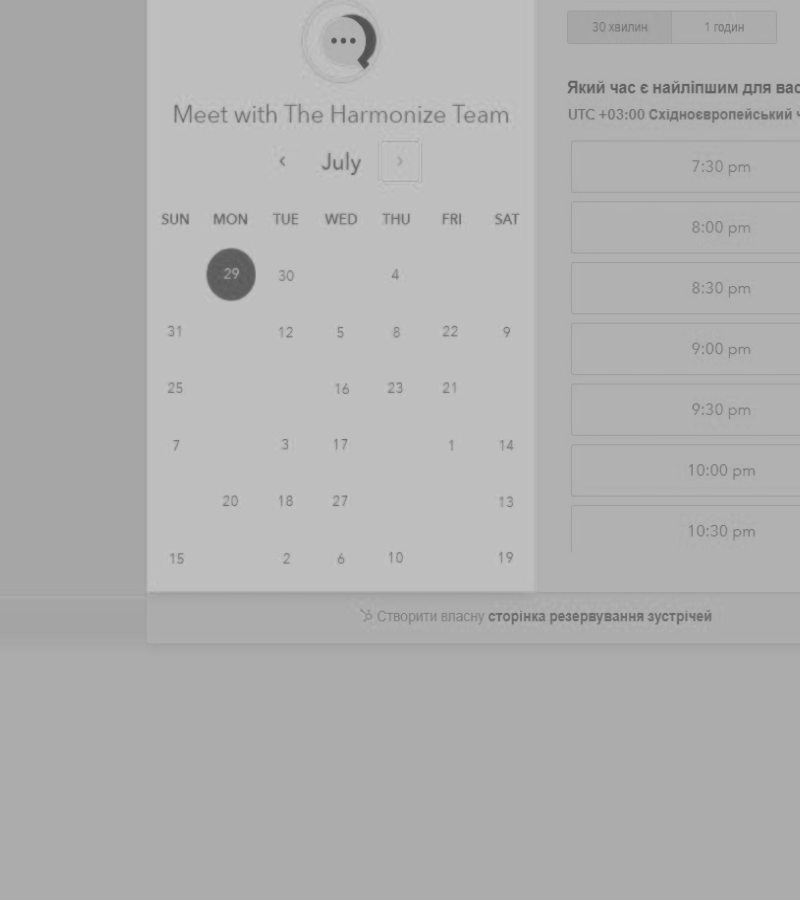 30 хвилин 1 годин
Meet with The Harmonize Team
Який час є найліпшим для вас
UTC +03:00 Східноєвропейський ч
‹ July ›
7:30 pm
SUN MON TUE WED THU FRI SAT
8:00 pm
29 30 4
8:30 pm
31 12 5 8 22 9
9:00 pm
25 16 23 21
9:30 pm
7 3 17 1 14
10:00 pm
20 18 27 13
10:30 pm
15 2 6 10 19
Створити власну сторінка резервування зустрічей